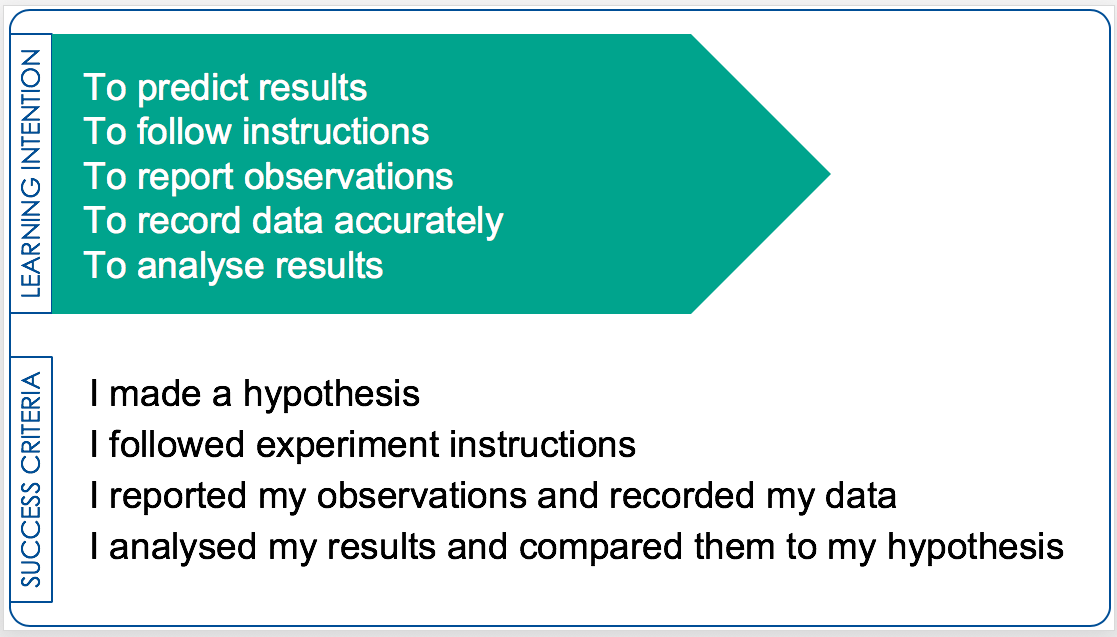 LEARNING INTENTION
To predict results
To follow instructions
To report observations
To record data accurately
To analyse results
SUCCESS CRITERIA
I made a hypothesis
I followed experiment instructions
I reported my observations and recorded my data
I analysed my results and compared them to my hypothesis